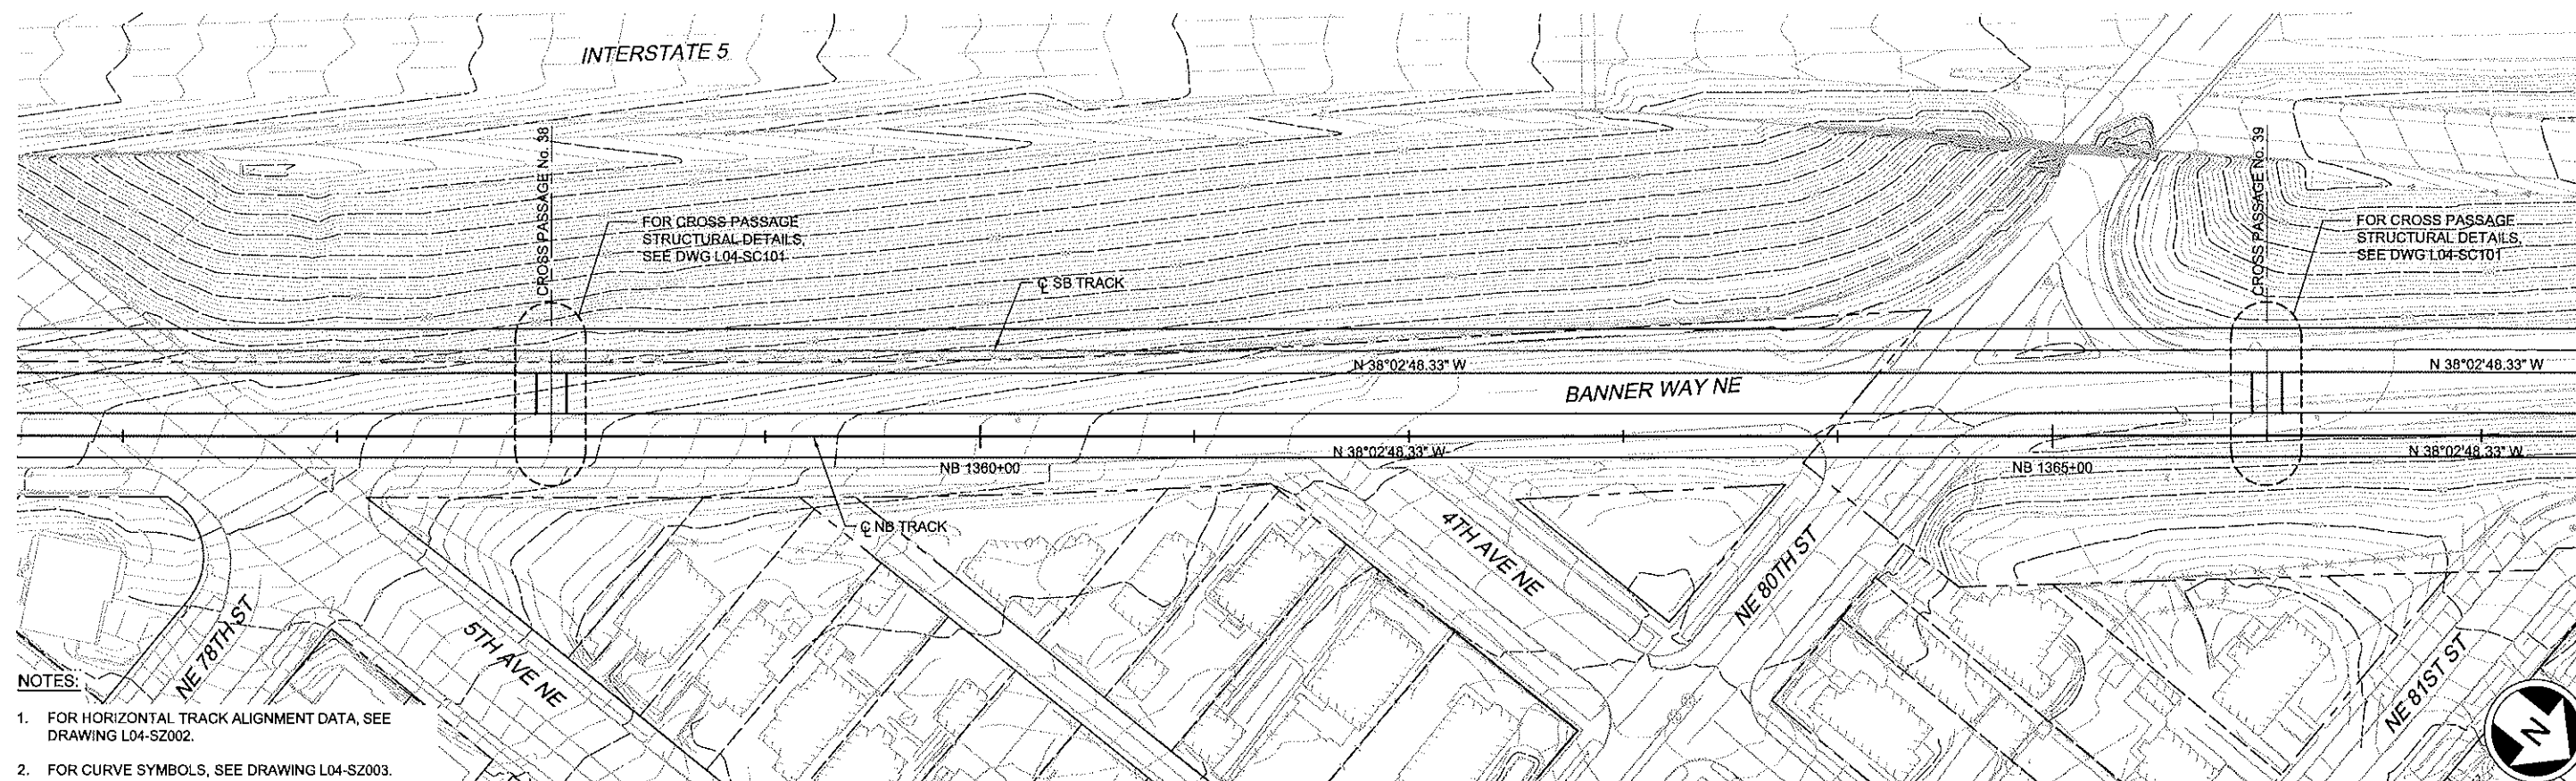 INTERSTATE 5
CROSS PASSAGE No. 38
FOR CROSS PASSAGE
STRUCTURAL DETAILS,
SEE DWG L04-SC101
℄ SB TRACK
CROSS PASSAGE No. 39
FOR CROSS PASSAGE
STRUCTURAL DETAILS,
SEE DWG L04-SC101
N 38°02'48.33" W
BANNER WAY NE
N 38°02'48.33" W
NB 1360+00
N 38°02'48.33" W
NB 1365+00
N 38°02'48.33" W
℄ NB TRACK
NE 78TH ST
5TH AVE NE
4TH AVE NE
NE 80TH ST
NE 81ST ST
NOTES:
1. FOR HORIZONTAL TRACK ALIGNMENT DATA, SEE
DRAWING L04-SZ002.
2. FOR CURVE SYMBOLS, SEE DRAWING L04-SZ003.
N